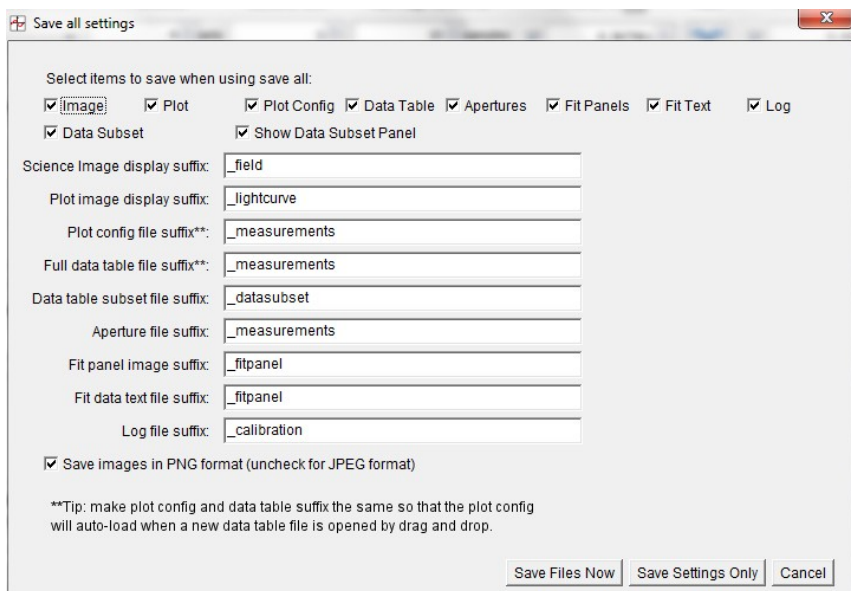 Save all settings
x
Select items to save when using save all:
Image Plot Plot Config Data Table Apertures Fit Panels Fit Text Log
Data Subset Show Data Subset Panel
Science Image display suffix: _field
Plot image display suffix: _lightcurve
Plot config file suffix**: _measurements
Full data table file suffix**: _measurements
Data table subset file suffix: _datasubset
Aperture file suffix: _measurements
Fit panel image suffix: _fitpanel
Fit data text file suffix: _fitpanel
Log file suffix: _calibration
Save images in PNG format (uncheck for JPEG format)
**Tip: make plot config and data table suffix the same so that the plot config
will auto-load when a new data table file is opened by drag and drop.
Save Files Now Save Settings Only Cancel